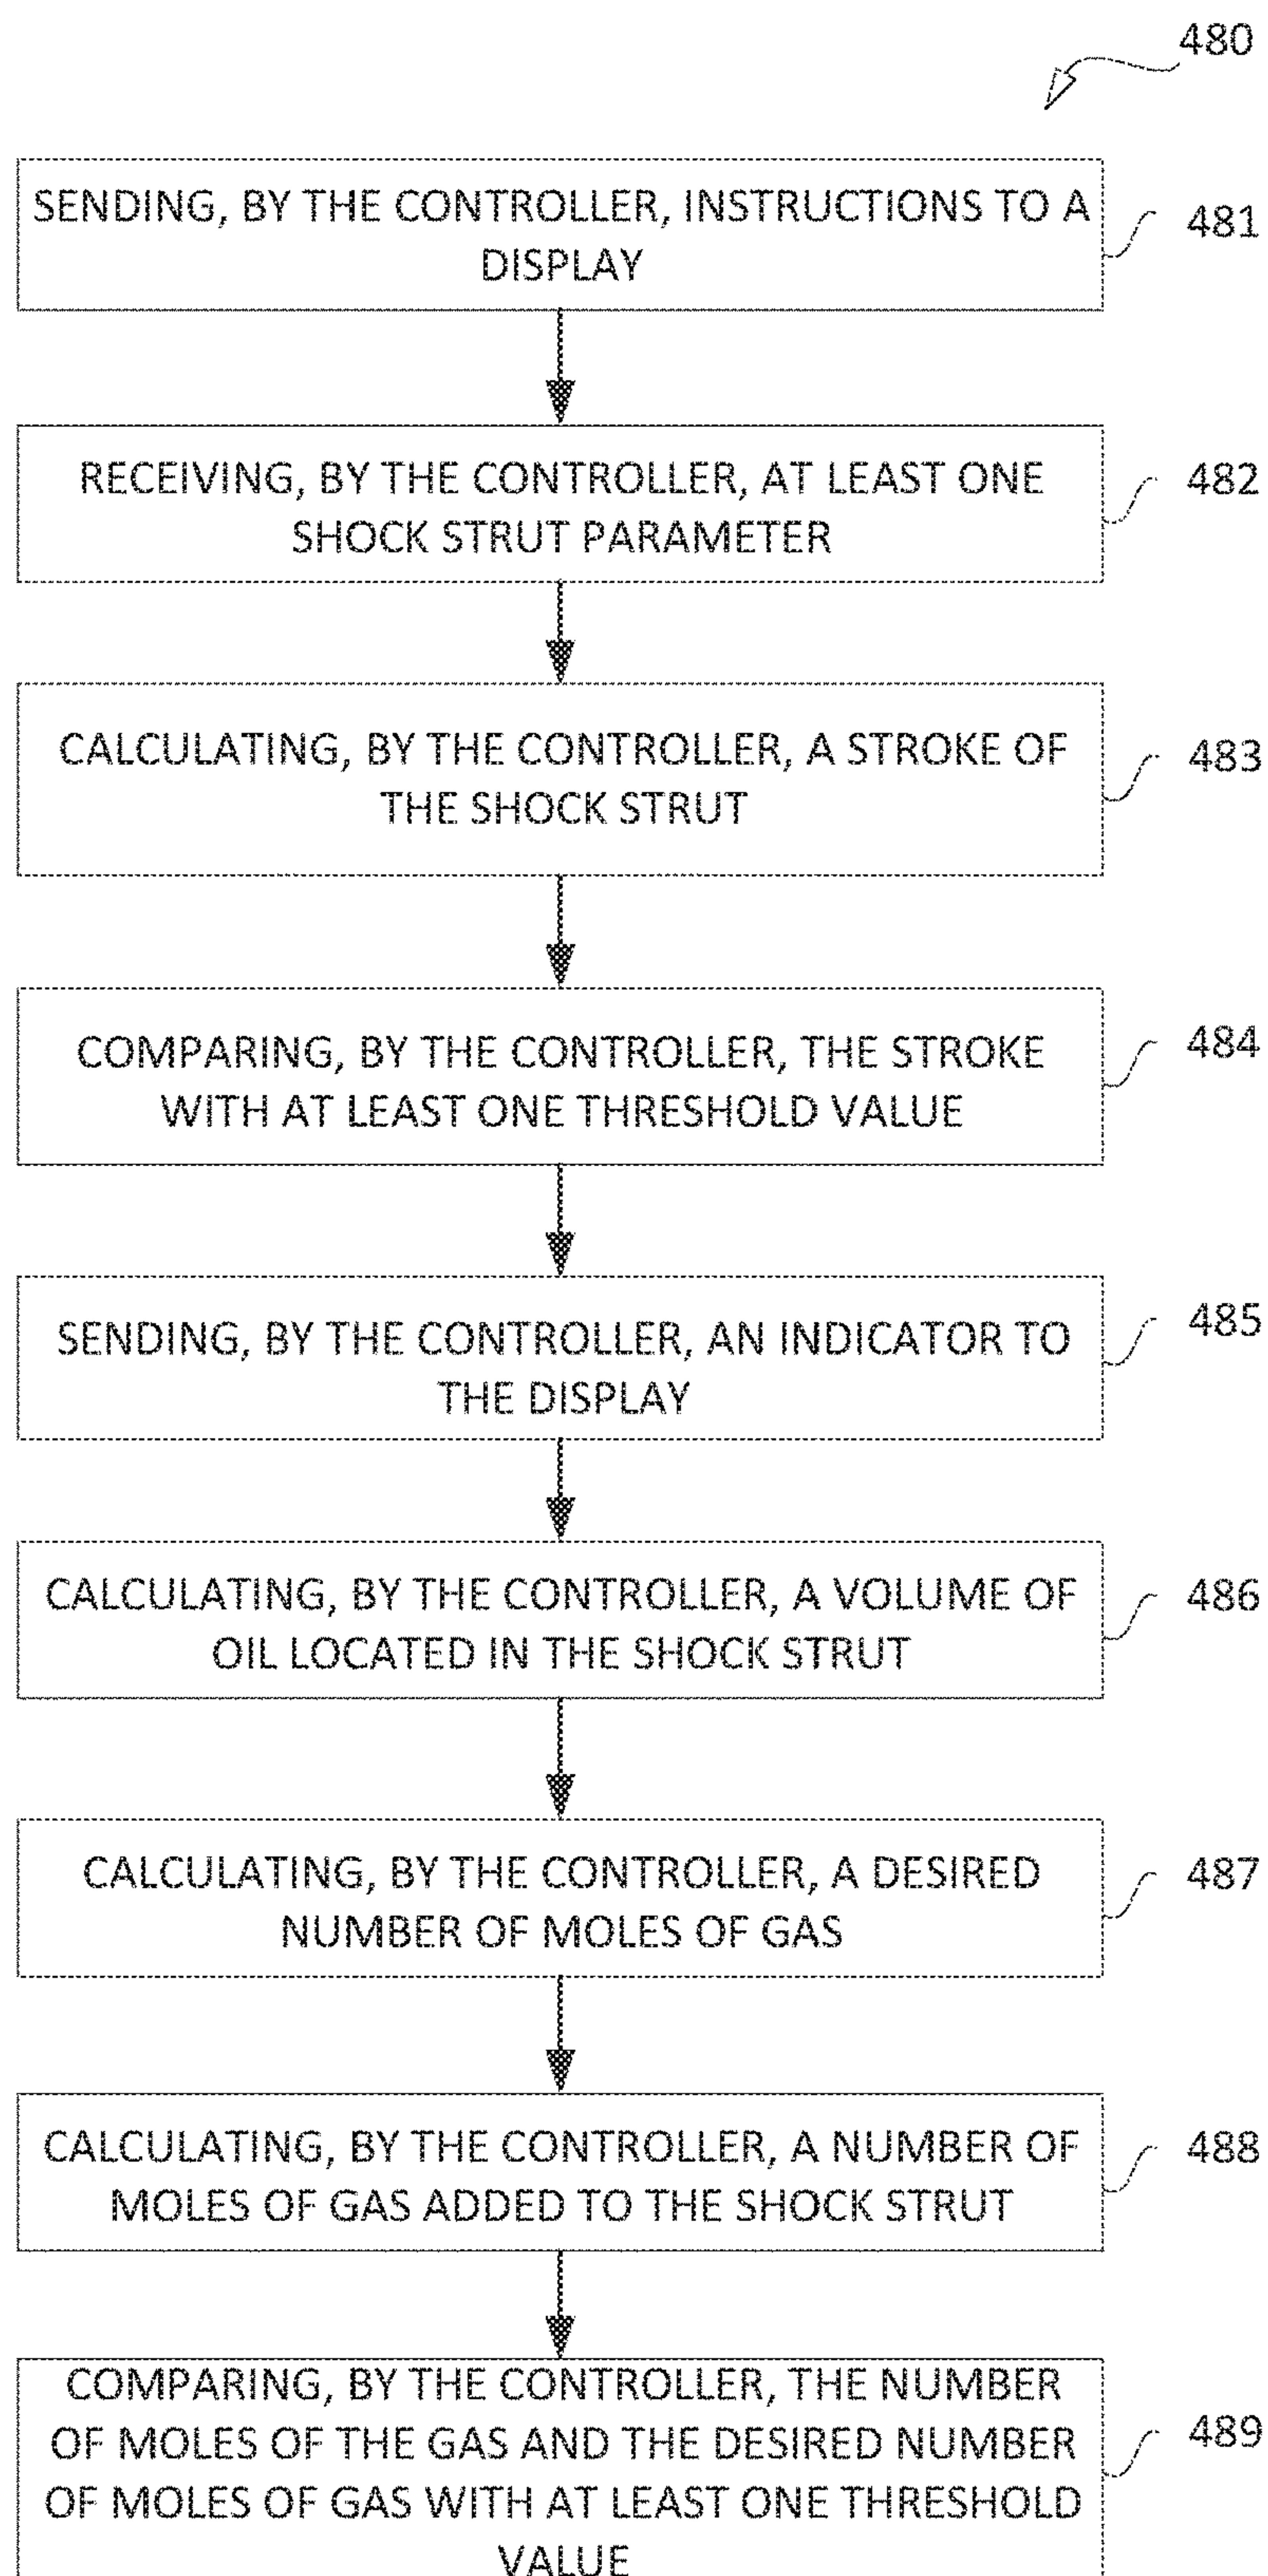 480
SENDING, BY THE CONTROLLER, INSTRUCTIONS TO A
DISPLAY
481
RECEIVING, BY THE CONTROLLER, AT LEAST ONE
SHOCK STRUT PARAMETER
482
CALCULATING, BY THE CONTROLLER, A STROKE OF
THE SHOCK STRUT
483
COMPARING, BY THE CONTROLLER, THE STROKE
WITH AT LEAST ONE THRESHOLD VALUE
484
SENDING, BY THE CONTROLLER, AN INDICATOR TO
THE DISPLAY
485
CALCULATING, BY THE CONTROLLER, A VOLUME OF
OIL LOCATED IN THE SHOCK STRUT
486
CALCULATING, BY THE CONTROLLER, A DESIRED
NUMBER OF MOLES OF GAS
487
CALCULATING, BY THE CONTROLLER, A NUMBER OF
MOLES OF GAS ADDED TO THE SHOCK STRUT
488
COMPARING, BY THE CONTROLLER, THE NUMBER
OF MOLES OF THE GAS AND THE DESIRED NUMBER
OF MOLES OF GAS WITH AT LEAST ONE THRESHOLD
VALUE
489